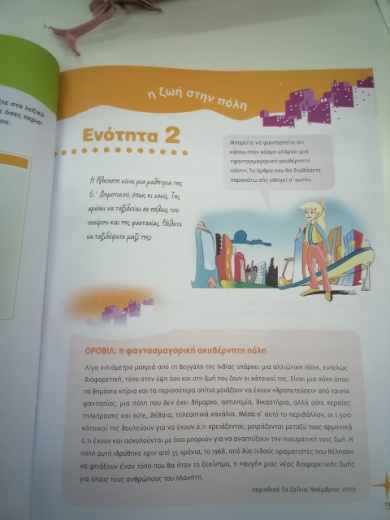 ξτε στο λεξικό
ε όσες περιο-
ου.
η ζωή στην πόλη
Ενότητα 2
Μπορείτε να φανταστείτε ότι
κάπου στον κόσμο υπάρχει μια
«φαντασμαγορική ακυβέρνητη
πόλη»; Το άρθρο που θα διαβάσετε
παρακάτω σας οδηγεί σ' αυτήν.
είναι μια μαθήτρια της
Ε΄ Δημοτικού, όπως κι εσείς. Της
αρέσει να ταξιδεύει σε πόλεις του
ονείρου και της φαντασίας. Θέλετε
να ταξιδέψετε μαζί της;
ΟΡΟΒΙΛ: η φαντασμαγορική ακυβέρνητη πόλη
Λίγα χιλιόμετρα μακριά από τη Βεγγάλη της Ινδίας υπάρχει μια αλλιώτικη πόλη, εντελώς
διαφορετική, τόσο στην όψη όσο και στη ζωή που ζουν οι κάτοικοί της. Είναι μια πόλη όπου
τα δημόσια κτίρια και τα περισσότερα σπίτια μοιάζουν να έχουν «δραπετεύσει» από ταινία
φαντασίας, μια πόλη που δεν έχει δήμαρχο, αστυνομία, δικαστήρια, αλλά ούτε κεραίες
τηλεόρασης και ούτε, βέβαια, τηλεοπτικά κανάλια. Μέσα σ' αυτό το περιβάλλον, οι 1.500
κάτοικοί της δουλεύουν για να έχουν ό,τι χρειάζονται, μοιράζονται μεταξύ τους αρμονικά
ό,τι έχουν και ασχολούνται με όσα μπορούν για να αναπτύξουν την πνευματική τους ζωή. Η
πόλη αυτή ιδρύθηκε πριν από 35 χρόνια, το 1968, από δύο Ινδούς οραματιστές που θέλησαν
να φτιάξουν έναν τόπο που θα ήταν το ξεκίνημα, η «αυγή» μιας νέας διαφορετικής ζωής
για όλους τους ανθρώπους του πλανήτη.
περιοδικό Τα Σαΐνια, Νοέμβριος 2003